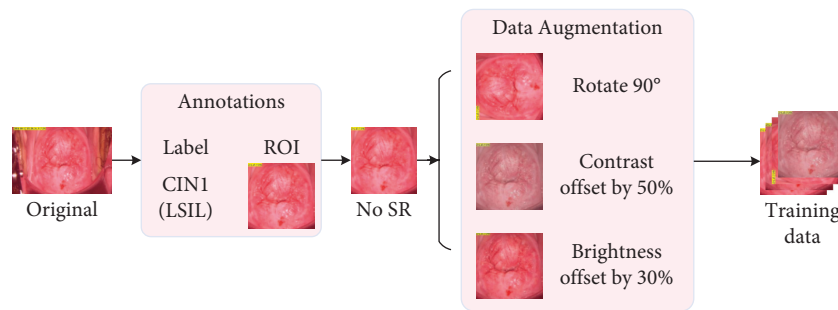 Original
Annotations
Label
ROI
CIN1
(LSIL)
No SR
Data Augmentation
Rotate 90°
Contrast
offset by 50%
Brightness
offset by 30%
Training
data